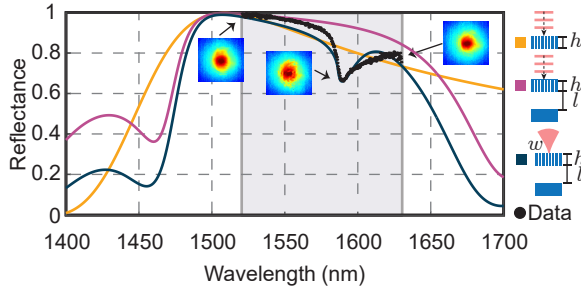 Reflectance
1
0.8
0.6
0.4
0.2
0
1400
1450
1500
1550
1600
1650
1700
Wavelength (nm)
h
h
l
w
h
l
Data